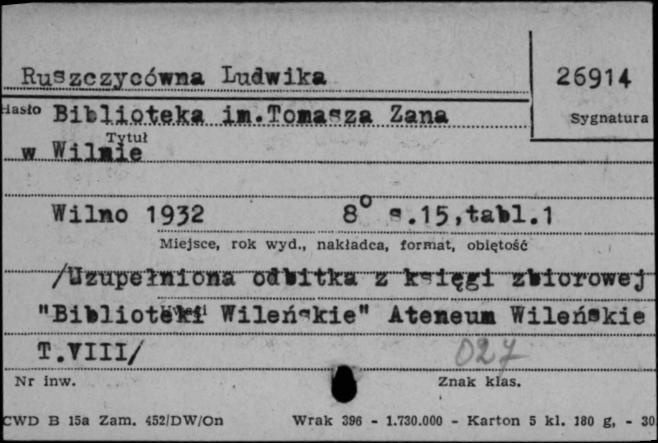 Ruszczycówna Ludwika
26914
Hasło
Sygnatura
Biblioteka im.Tomasza Zana
Tytuł
w Wilnie
Wilno 1932 8° s.15,tabl.1
Miejsce, rok wyd., nakładca, format, objętość
/Uzupełniona odbitka z księgi zbiorowej
"Biblioteki Wileńskie" Ateneum Wileńskie
T.VIII/
027
Nr inw.
Znak klas.
CWD B 15a Zam. 452/DW/On Wrak 396 - 1.730.000 - Karton 5 kl. 180 g, - 30